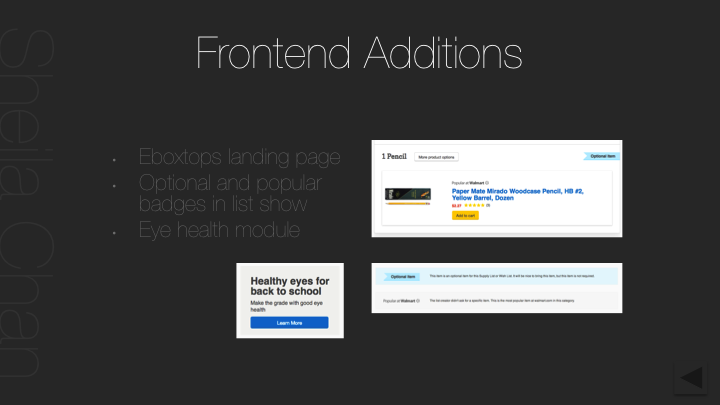 Sheila Chan
Frontend Additions
• Eboxtops landing page
• Optional and popular
badges in list show
• Eye health module
1 Pencil
More product options
Optional item
Popular at Walmart
Paper Mate Mirado Woodcase Pencil, HB #2,
Yellow Barrel, Dozen
Add to cart
Healthy eyes for
back to school
Make the grade with good eye
health
Learn More
Optional item
This item is an optional item for this Supply List or Wish List. It will be nice to bring this item, but this item is not required.
Popular at Walmart
The list creator didn't ask for a specific item. This is the most popular item at walmart.com in this category.